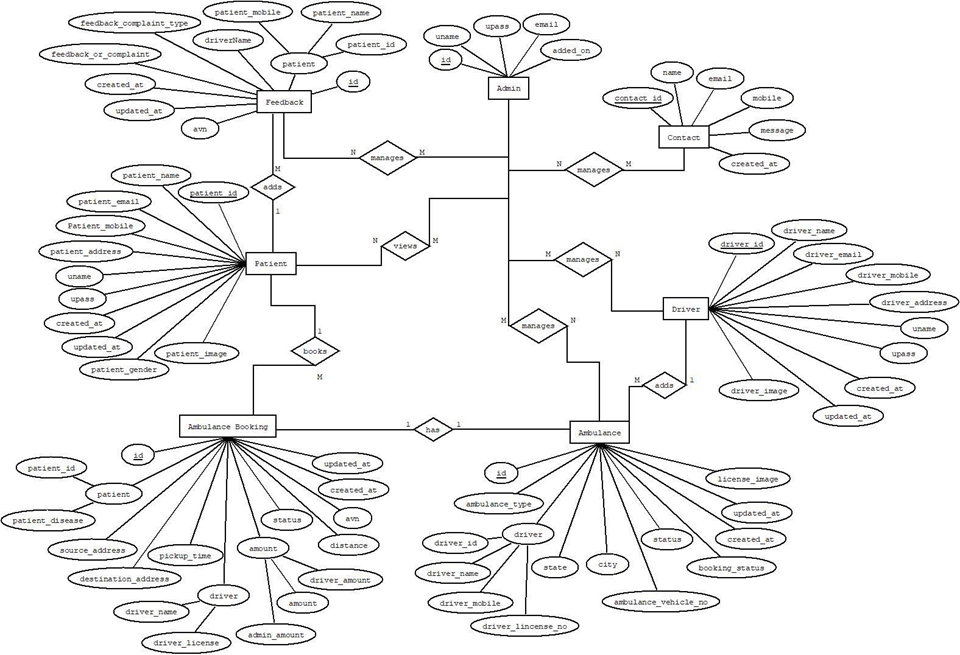 feedback_complaint_type
patient_mobile
patient_name
driverName
patient_id
feedback_or_complaint
patient
created_at
id
updated_at
Feedback
avn
upass
email
uname
added_on
id
Admin
name
email
contact_id
mobile
Contact
message
created_at
N
manages
M
N
manages
M
M
adds
1
patient_name
patient_id
patient_email
Patient_mobile
patient_address
uname
upass
created_at
updated_at
patient_gender
patient_image
Patient
N
views
M
M
manages
N
driver_name
driver_id
driver_email
driver_mobile
driver_address
Driver
uname
upass
created_at
driver_image
updated_at
M
manages
N
1
books
M
M
adds
1
Ambulance Booking
1
has
1
Ambulance
id
updated_at
patient_id
created_at
patient
avn
patient_disease
status
source_address
distance
pickup_time
amount
destination_address
driver_amount
driver
amount
driver_name
driver_license
admin_amount
id
license_image
ambulance_type
updated_at
driver
created_at
driver_id
status
state
city
booking_status
driver_name
driver_mobile
ambulance_vehicle_no
driver_lincense_no